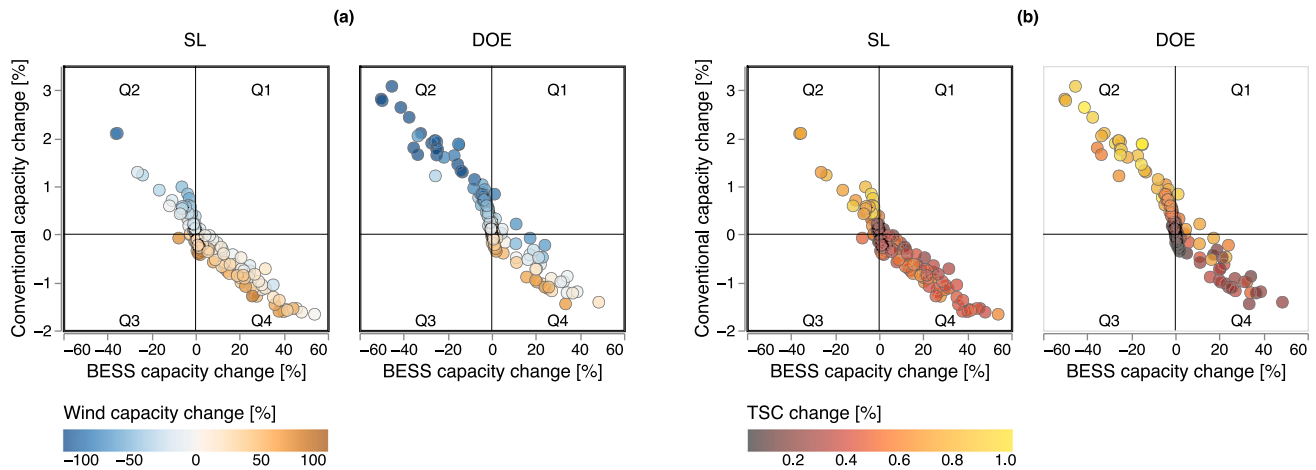 (a)
SL
DOE
Conventional capacity change [%]
3
2
1
0
−1
−2
Q2
Q1
Q3
Q4
Q2
Q1
Q3
Q4
−60 −40 −20 0 20 40 60
−60 −40 −20 0 20 40 60
BESS capacity change [%]
BESS capacity change [%]
Wind capacity change [%]
−100 −50 0 50 100
(b)
SL
DOE
Conventional capacity change [%]
3
2
1
0
−1
−2
Q2
Q1
Q3
Q4
Q2
Q1
Q3
Q4
−60 −40 −20 0 20 40 60
−60 −40 −20 0 20 40 60
BESS capacity change [%]
BESS capacity change [%]
TSC change [%]
0.2 0.4 0.6 0.8 1.0